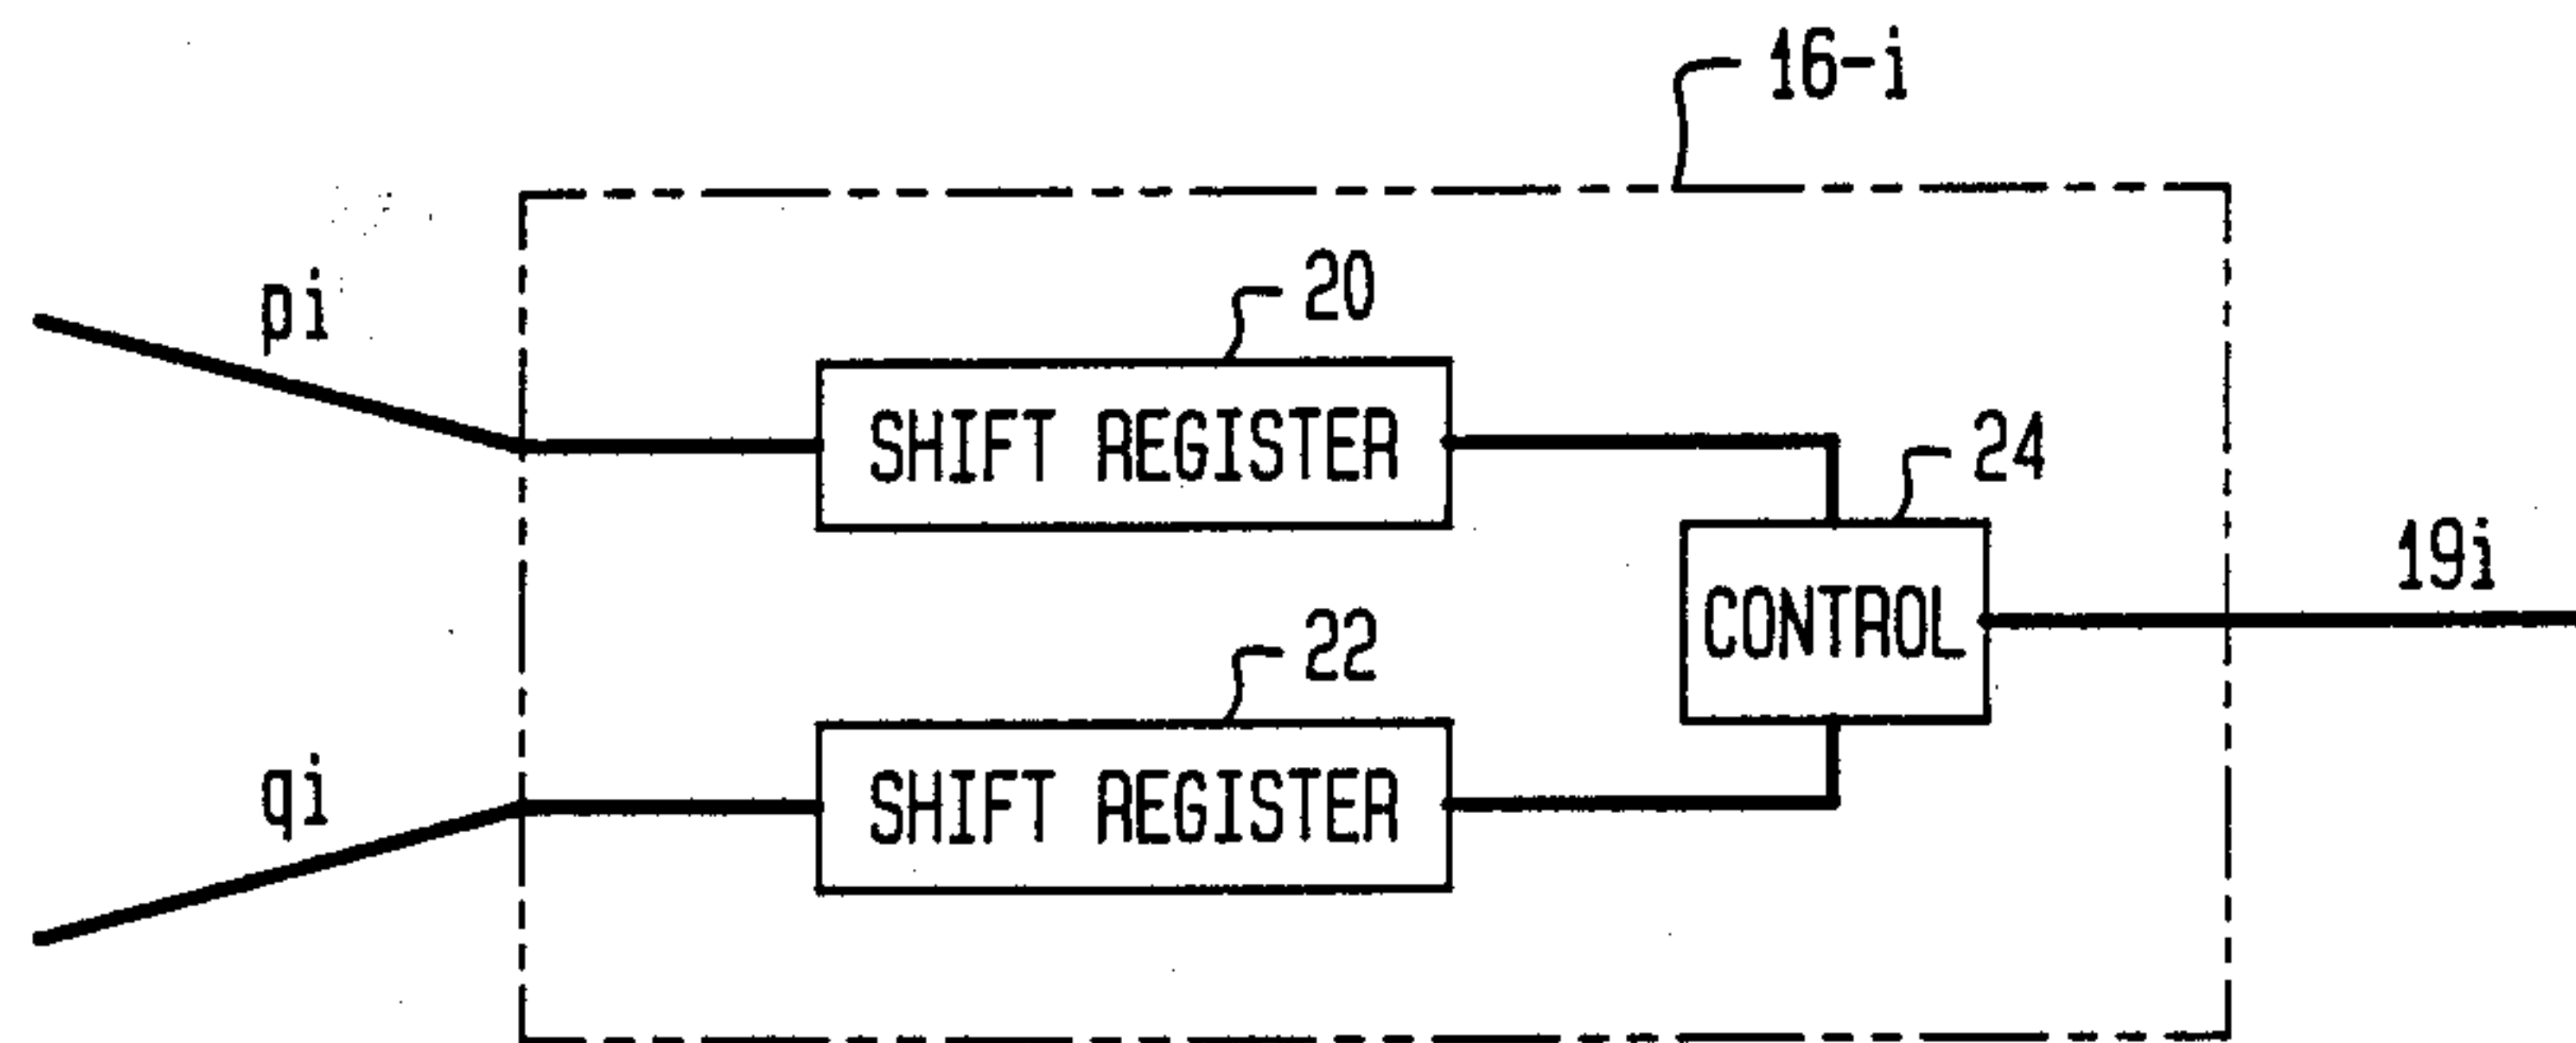 16-i
20
pi
SHIFT REGISTER
24
CONTROL
19i
22
qi
SHIFT REGISTER